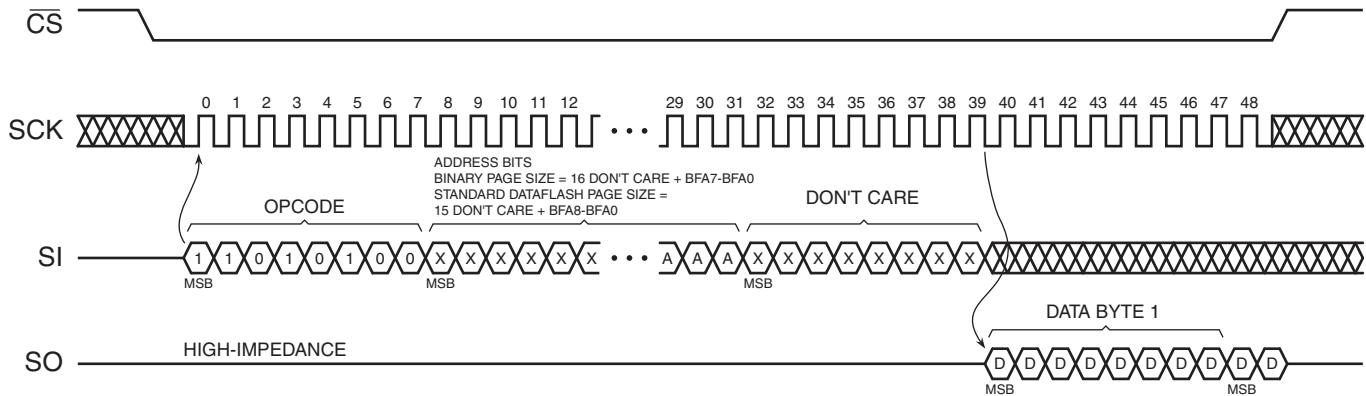 CS
SCK
0 1 2 3 4 5 6 7 8 9 10 11 12 29 30 31 32 33 34 35 36 37 38 39 40 41 42 43 44 45 46 47 48
ADDRESS BITS
BINARY PAGE SIZE = 16 DON'T CARE + BFA7-BFA0
STANDARD DATAFLASH PAGE SIZE =
15 DON'T CARE + BFA8-BFA0
OPCODE
DON'T CARE
SI
1 1 0 1 0 1 0 0 X X X X X X • • • A A A X X X X X X X X
MSB MSB MSB
DATA BYTE 1
SO
HIGH-IMPEDANCE
D D D D D D D D D D
MSB MSB